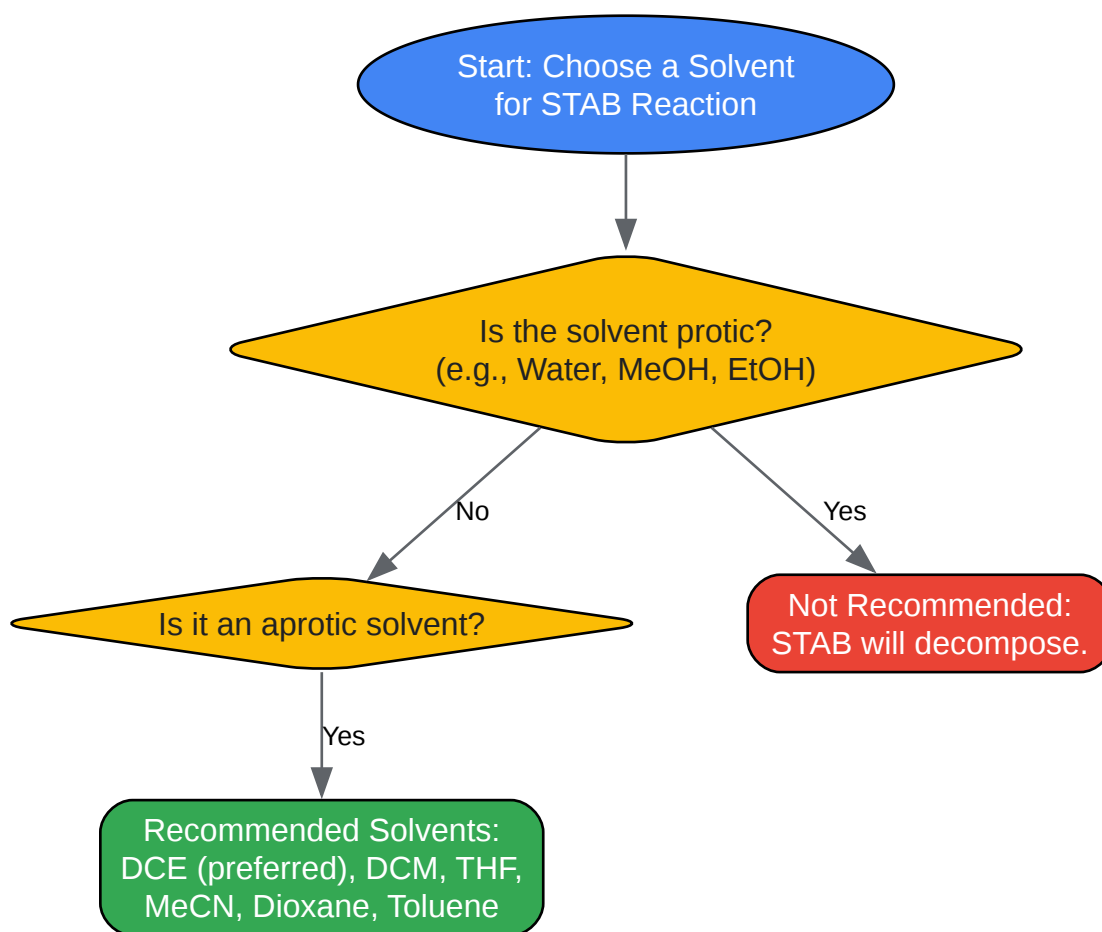 Start: Choose a Solvent
for STAB Reaction
Is the solvent protic?
(e.g., Water, MeOH, EtOH)
No
Yes
Is it an aprotic solvent?
Not Recommended:
STAB will decompose.
Yes
Recommended Solvents:
DCE (preferred), DCM, THF,
MeCN, Dioxane, Toluene